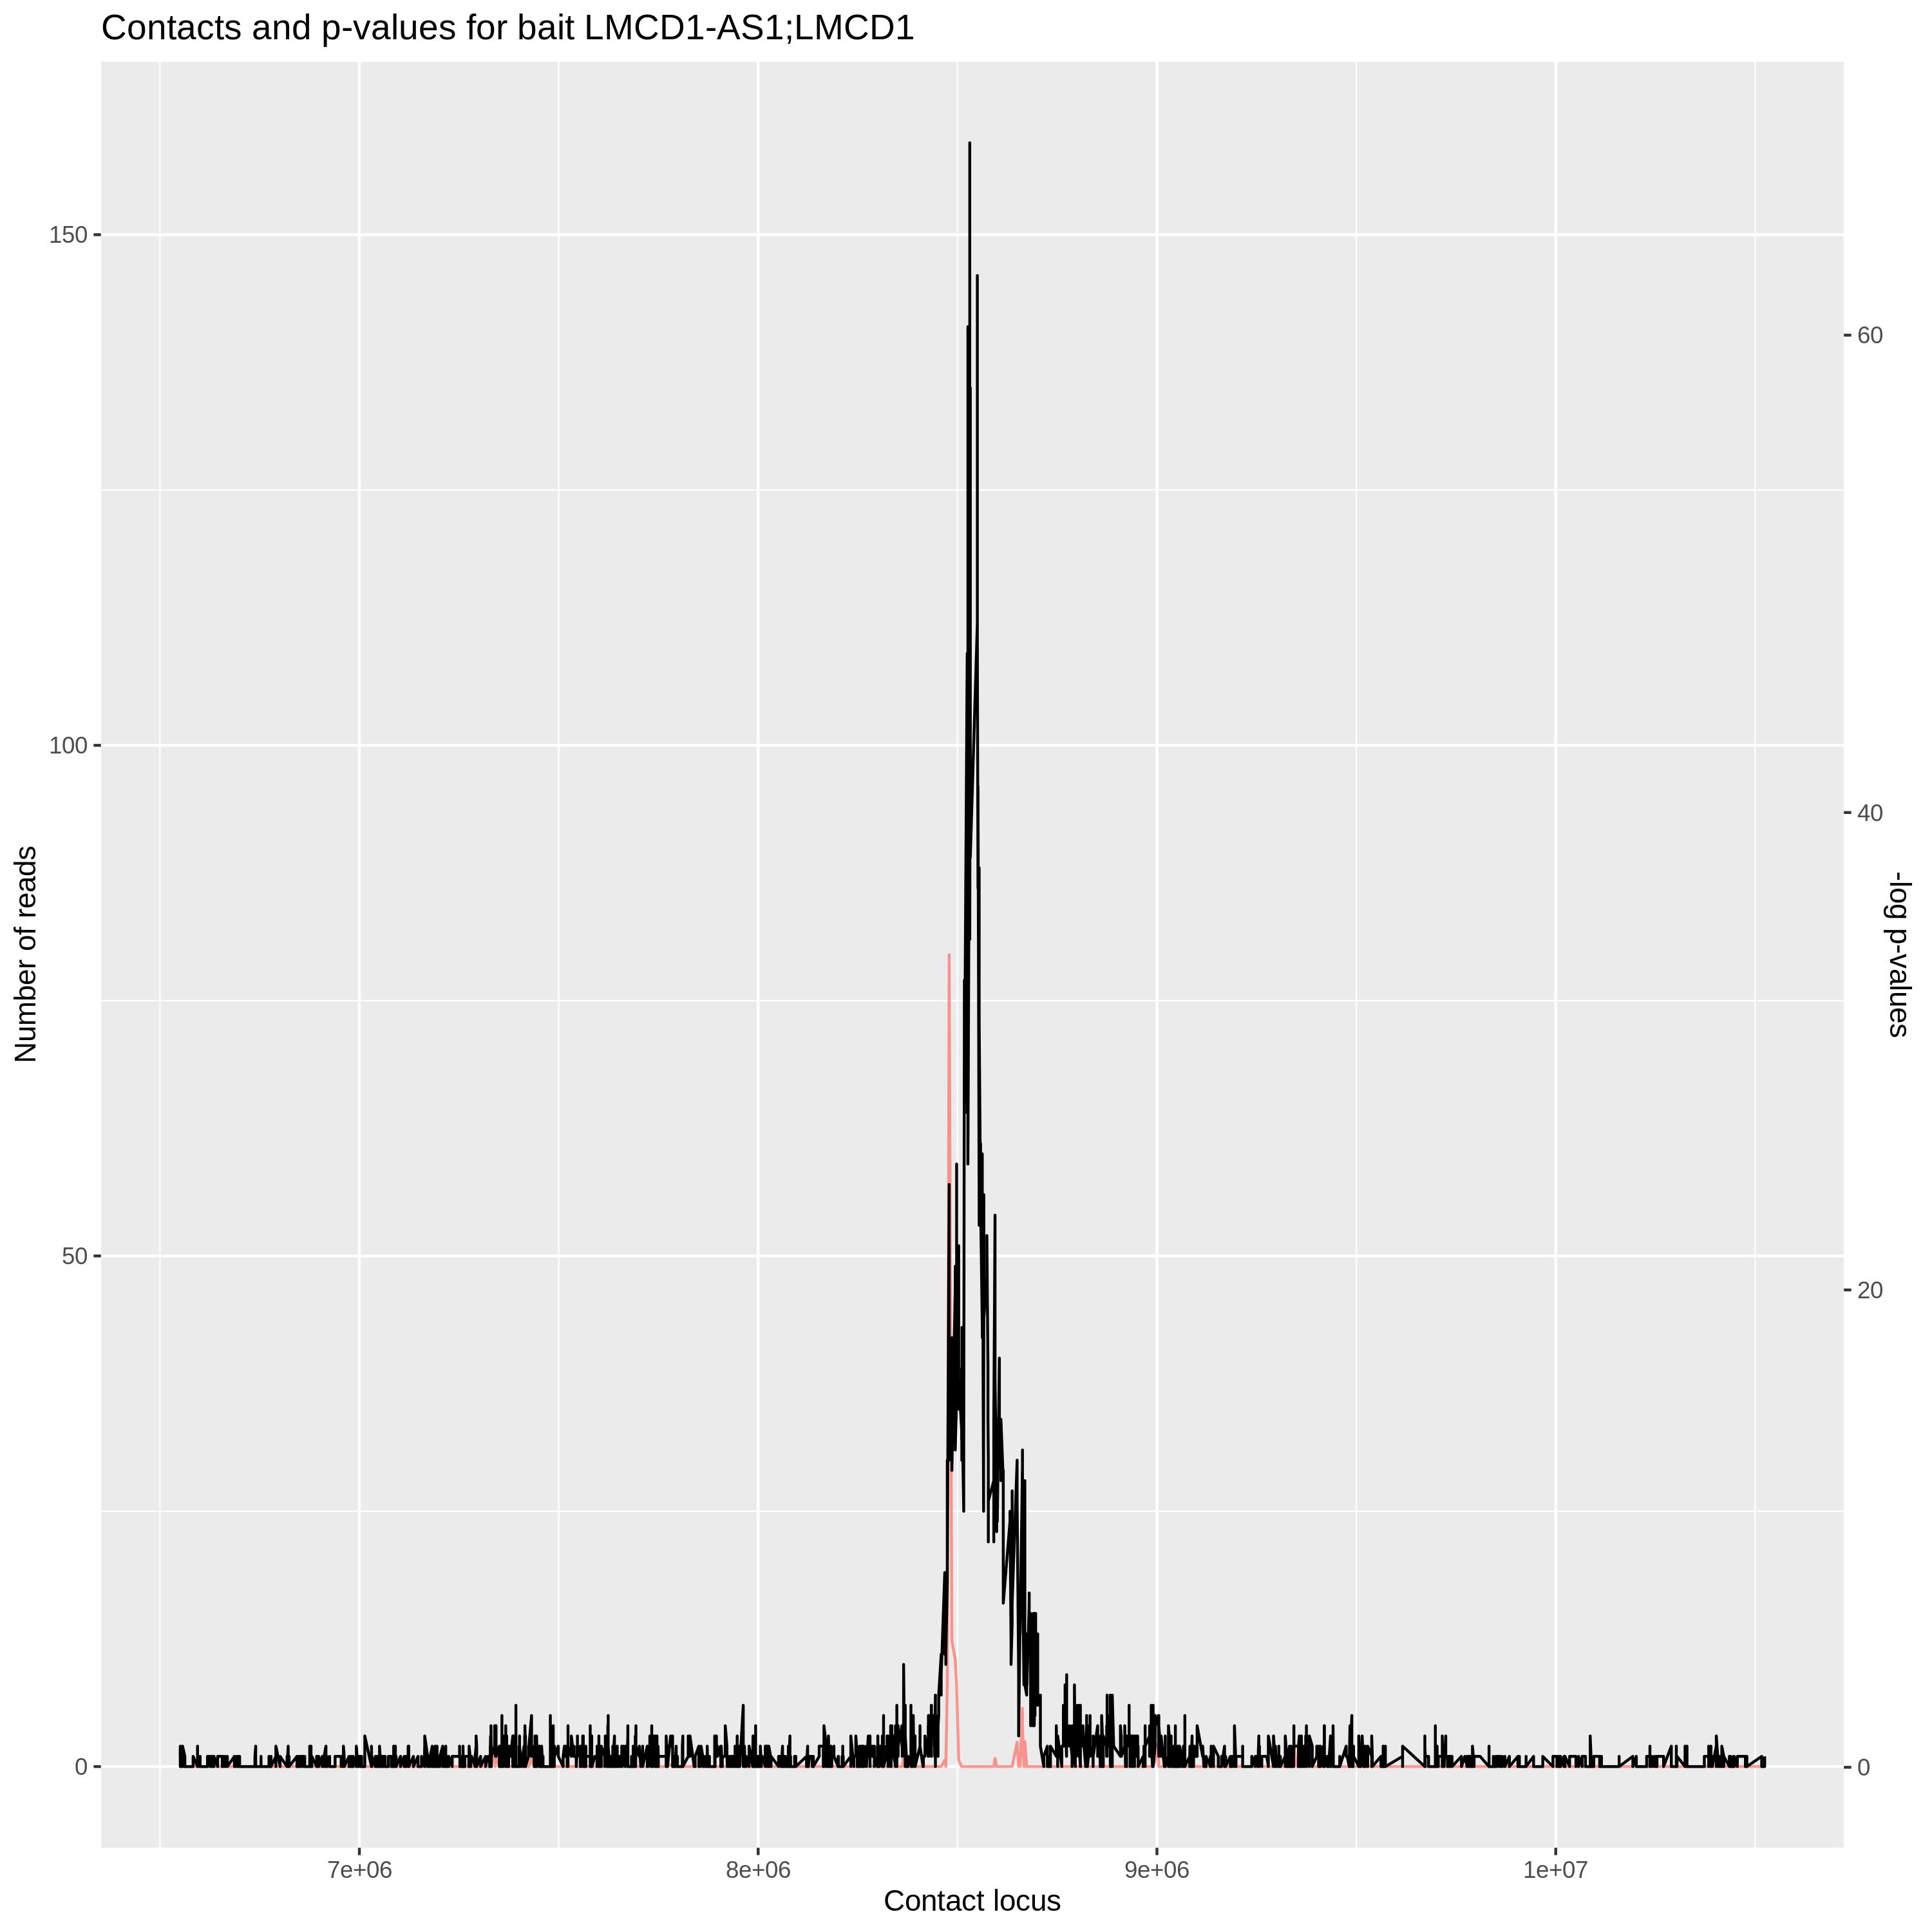 Contacts and p-values for bait LMCD1-AS1;LMCD1
150
100
50
0
Number of reads
60
40
20
0
-log p-values
7e+06
8e+06
9e+06
1e+07
Contact locus